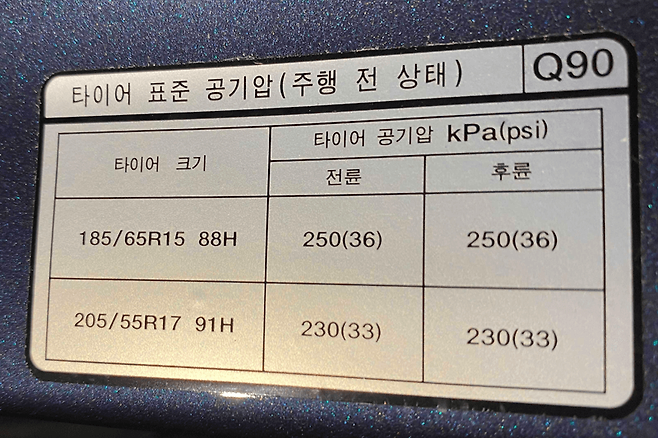 타이어 표준 공기압(주행 전 상태) Q90
타이어 크기
타이어 공기압 kPa(psi)
전륜 후륜
185/65R15 88H 250(36) 250(36)
205/55R17 91H 230(33) 230(33)